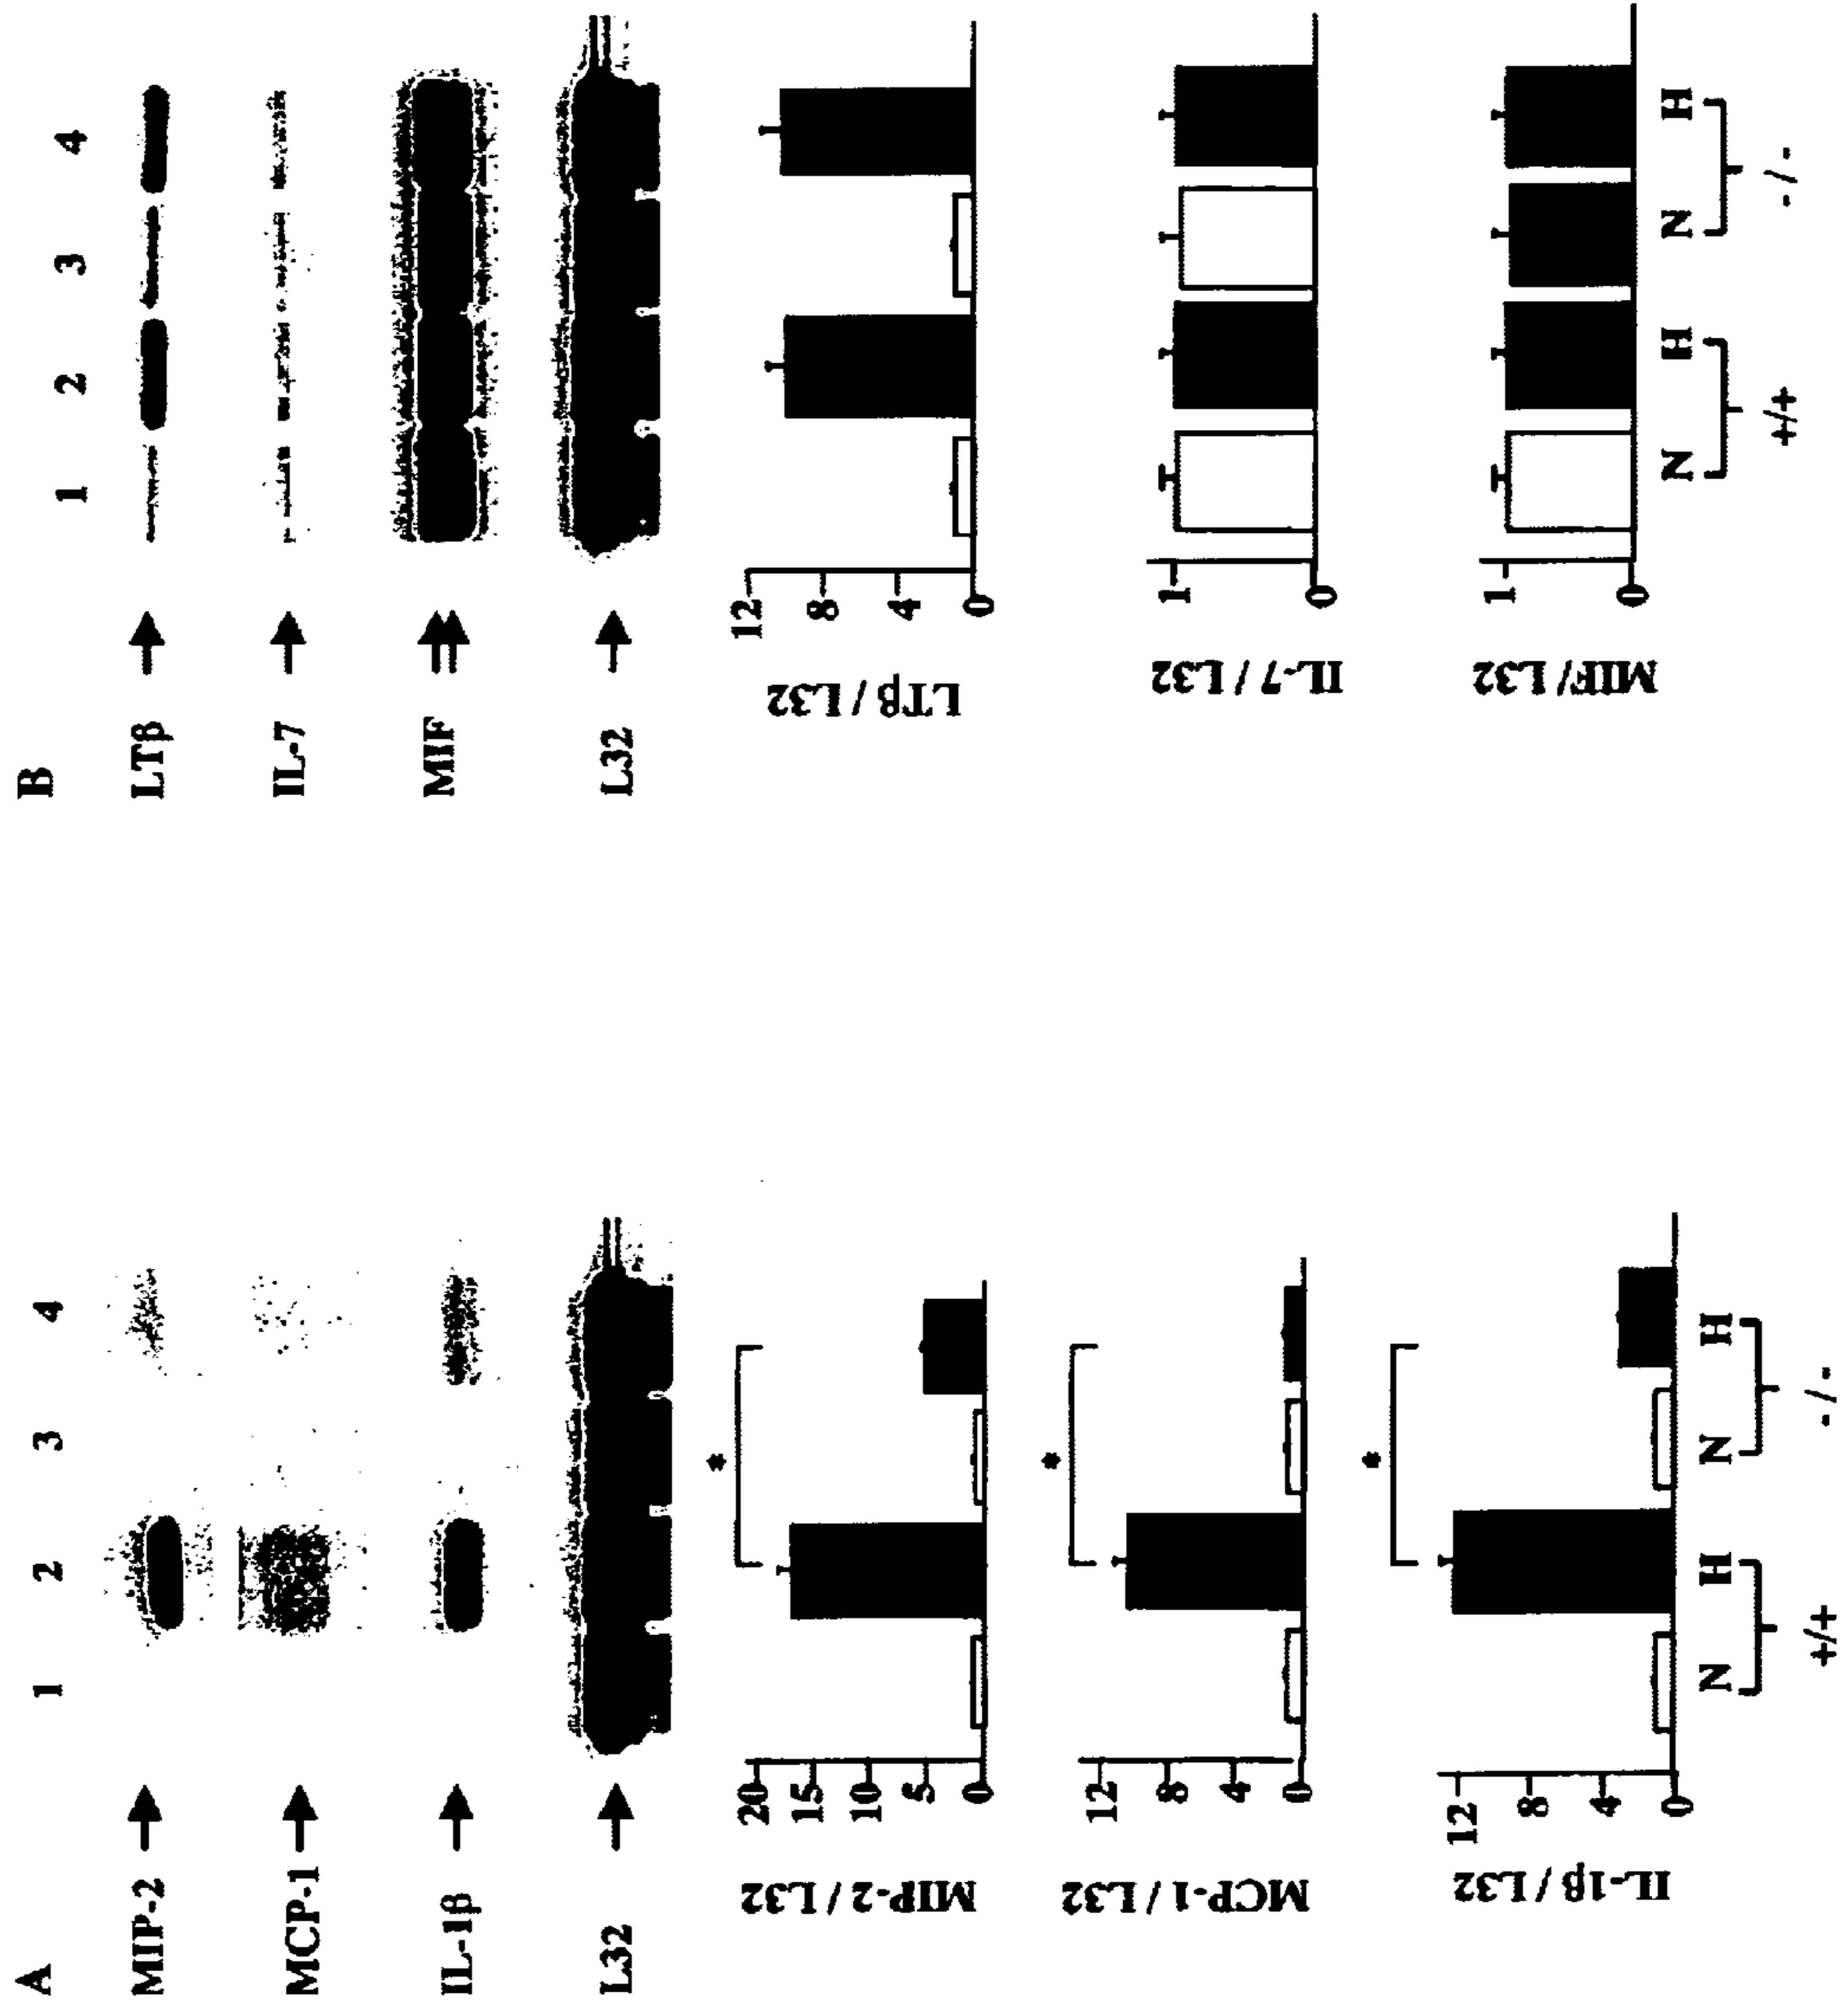 A
1 2 3 4
MIP-2
MCP-1
IL-1β
L32
MIP-2 / L32
20
15
10
5
0
*
MCP-1 / L32
12
8
4
0
*
IL-1β / L32
12
8
4
0
*
N H N H
+/+ - / -
B
1 2 3 4
LTβ
IL-7
MIF
L32
LTβ / L32
12
8
4
0
IL-7 / L32
1
0
MIF/ L32
1
0
N H N H
+/+ - / -